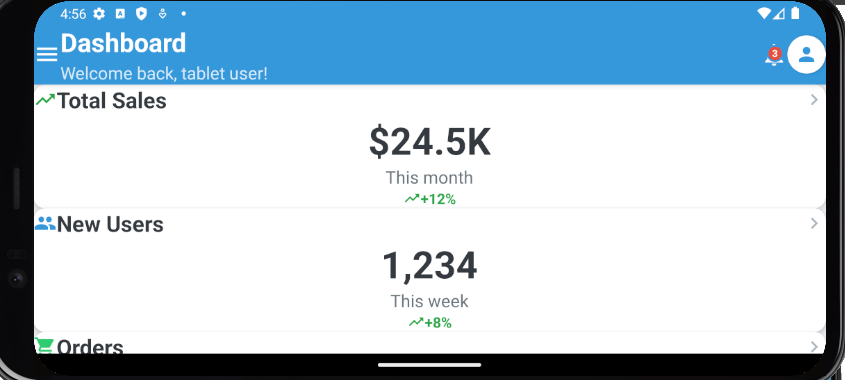 4:56
Dashboard
Welcome back, tablet user!
3
Total Sales
$24.5K
This month
+12%
New Users
1,234
This week
+8%
Orders